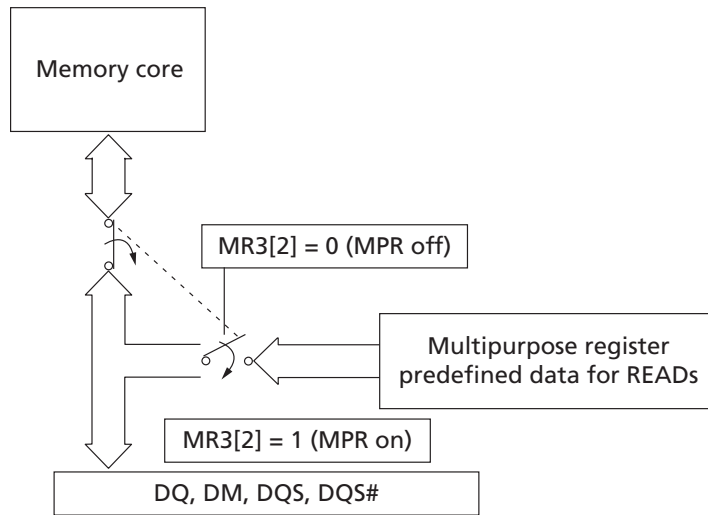 Memory core
MR3[2] = 0 (MPR off)
Multipurpose register
predefined data for READs
MR3[2] = 1 (MPR on)
DQ, DM, DQS, DQS#